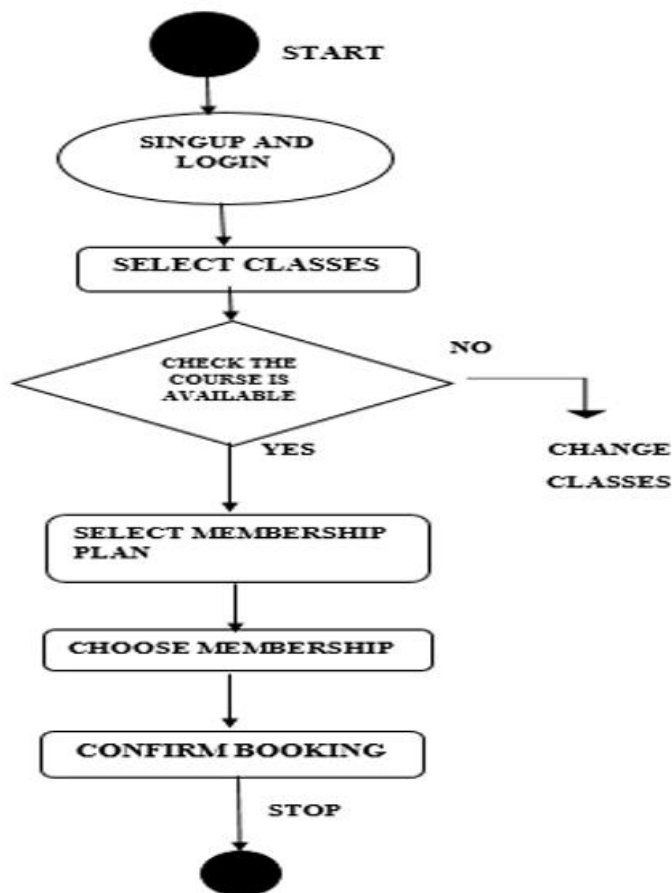 START
SINGUP AND
LOGIN
SELECT CLASSES
CHECK THE
COURSE IS
AVAILABLE
NO
CHANGE
CLASSES
YES
SELECT MEMBERSHIP
PLAN
CHOOSE MEMBERSHIP
CONFIRM BOOKING
STOP